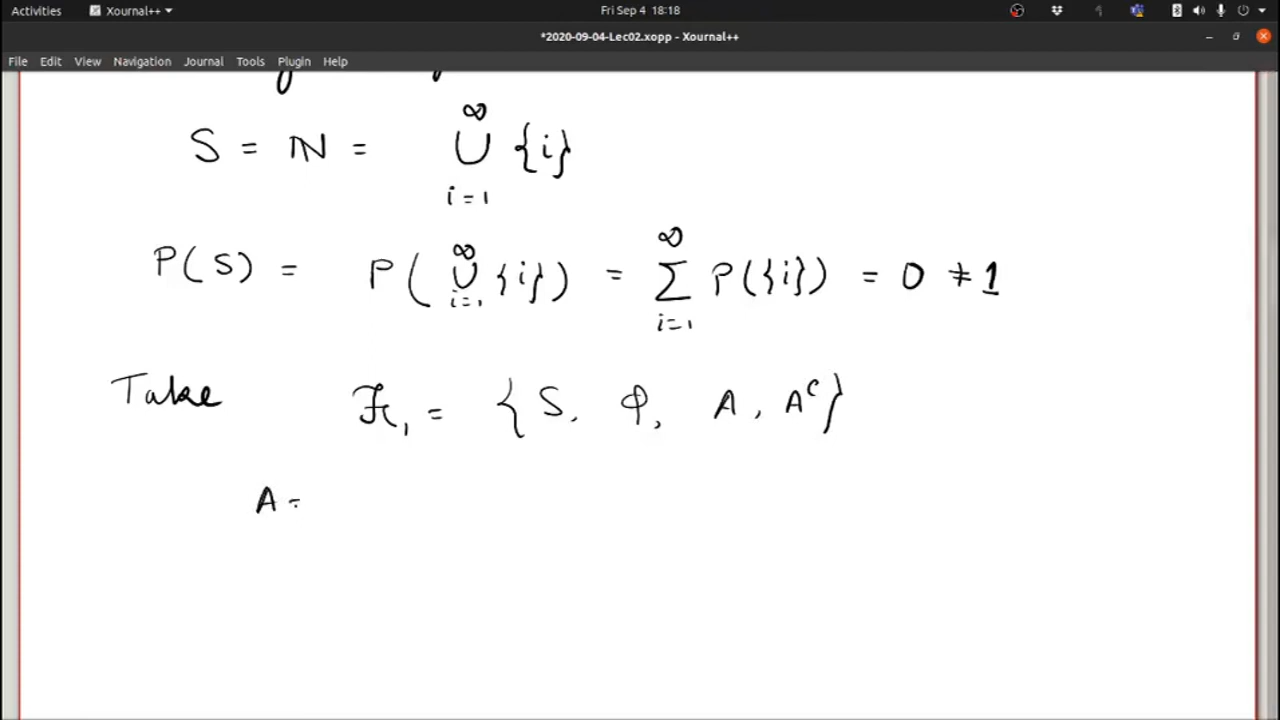 Activities Xournal++ Fri Sep 4 18:18
*2020-09-04-Lec02.xopp - Xournal++
File Edit View Navigation Journal Tools Plugin Help
S = ℕ = ∞ ∪ i=1 {i}
P(S) = P( ∞ ∪ i=1 {i}) = ∞ Σ i=1 P({i}) = 0 ≠ 1
Take ℱ₁ = {S, Φ, A, Aᶜ}
A =